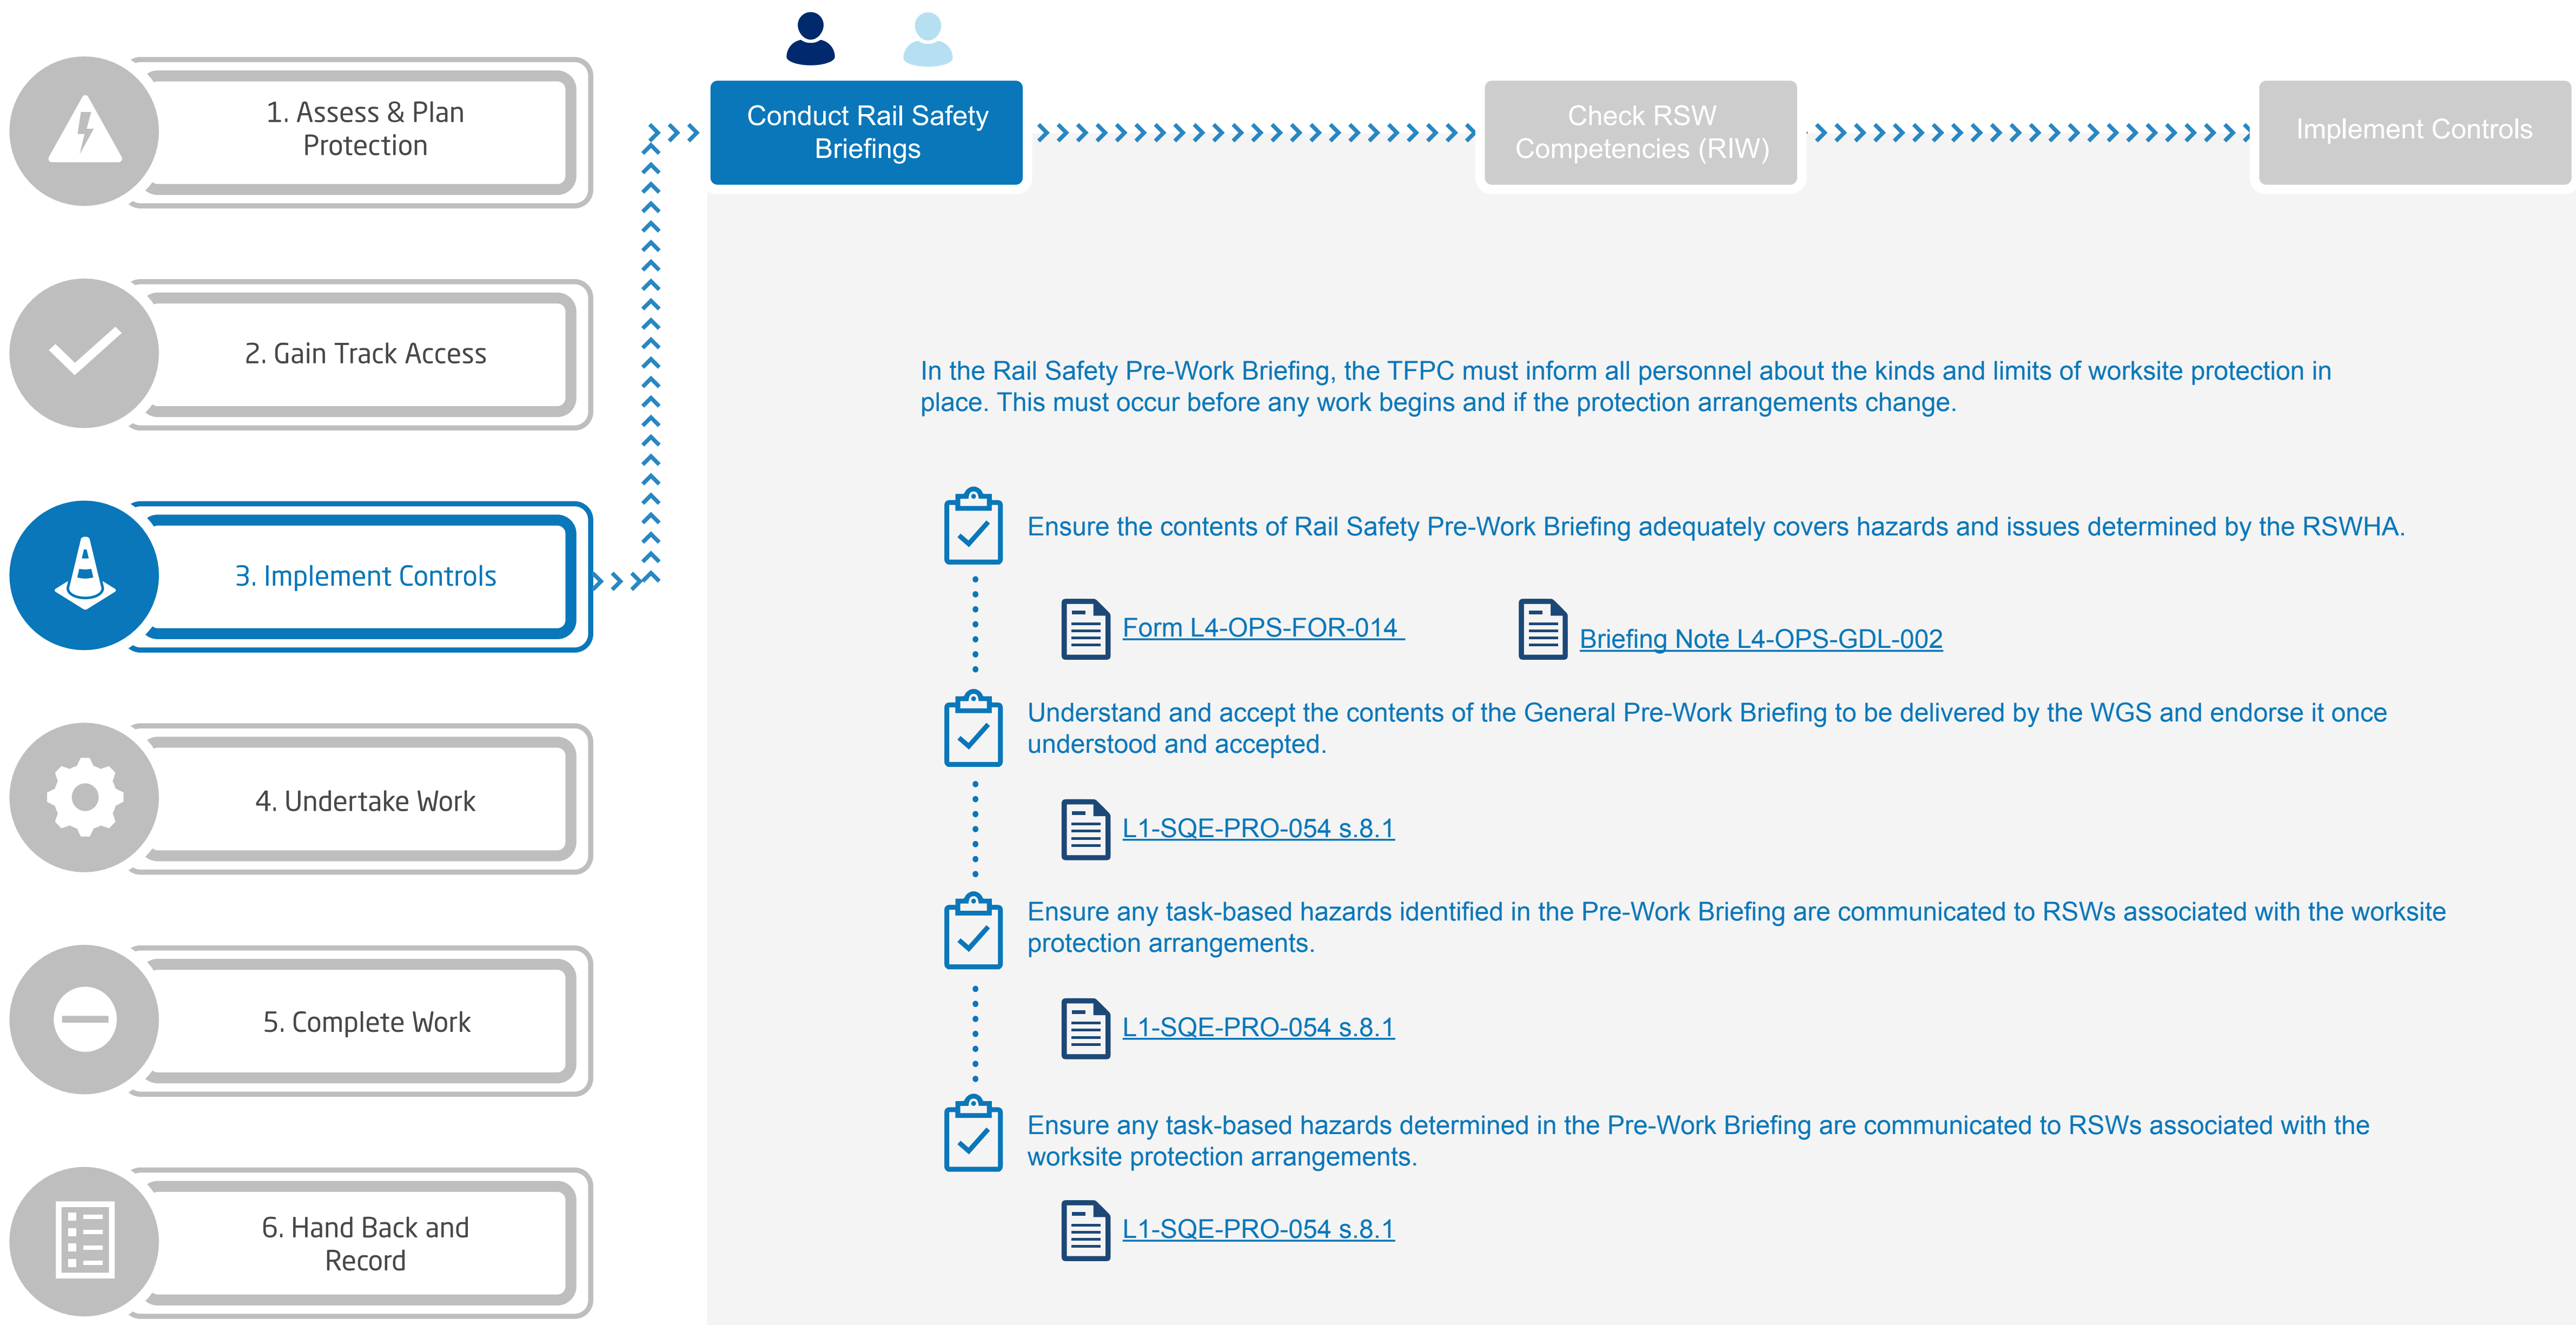 1. Assess & Plan
Protection
2. Gain Track Access
3. Implement Controls
4. Undertake Work
5. Complete Work
6. Hand Back and
Record
Conduct Rail Safety
Briefings
Check RSW
Competencies (RIW)
Implement Controls
In the Rail Safety Pre-Work Briefing, the TFPC must inform all personnel about the kinds and limits of worksite protection in
place. This must occur before any work begins and if the protection arrangements change.
Ensure the contents of Rail Safety Pre-Work Briefing adequately covers hazards and issues determined by the RSWHA.
Form L4-OPS-FOR-014
Briefing Note L4-OPS-GDL-002
Understand and accept the contents of the General Pre-Work Briefing to be delivered by the WGS and endorse it once
understood and accepted.
L1-SQE-PRO-054 s.8.1
Ensure any task-based hazards identified in the Pre-Work Briefing are communicated to RSWs associated with the worksite
protection arrangements.
L1-SQE-PRO-054 s.8.1
Ensure any task-based hazards determined in the Pre-Work Briefing are communicated to RSWs associated with the
worksite protection arrangements.
L1-SQE-PRO-054 s.8.1